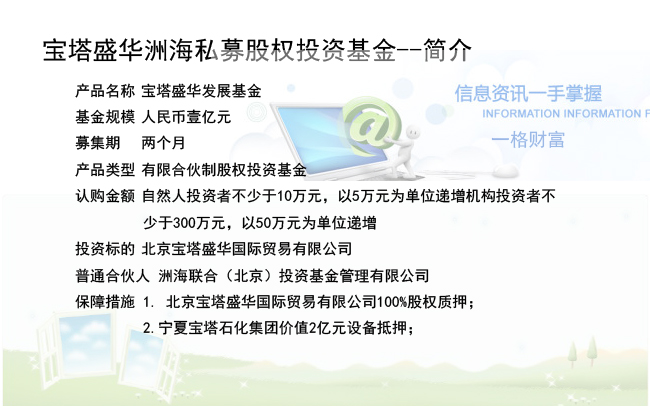 宝塔盛华洲海私募股权投资基金--简介
产品名称 宝塔盛华发展基金
基金规模 人民币壹亿元
信息资讯一手掌握
INFORMATION INFORMATION F
募集期 两个月
一格财富
产品类型 有限合伙制股权投资基金
认购金额 自然人投资者不少于10万元，以5万元为单位递增机构投资者不
少于300万元，以50万元为单位递增
投资标的 北京宝塔盛华国际贸易有限公司
普通合伙人 洲海联合（北京）投资基金管理有限公司
保障措施 1. 北京宝塔盛华国际贸易有限公司100%股权质押；
2.宁夏宝塔石化集团价值2亿元设备抵押；